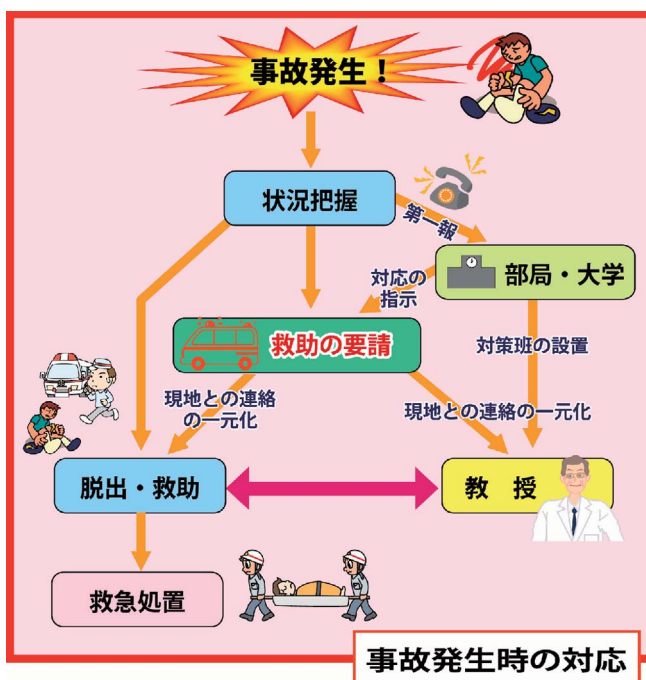 事故発生！
状況把握
第一報
部局・大学
対応の
指示
救助の要請
対策班の設置
現地との連絡
の一元化
現地との連絡の一元化
脱出・救助
教 授
救急処置
事故発生時の対応